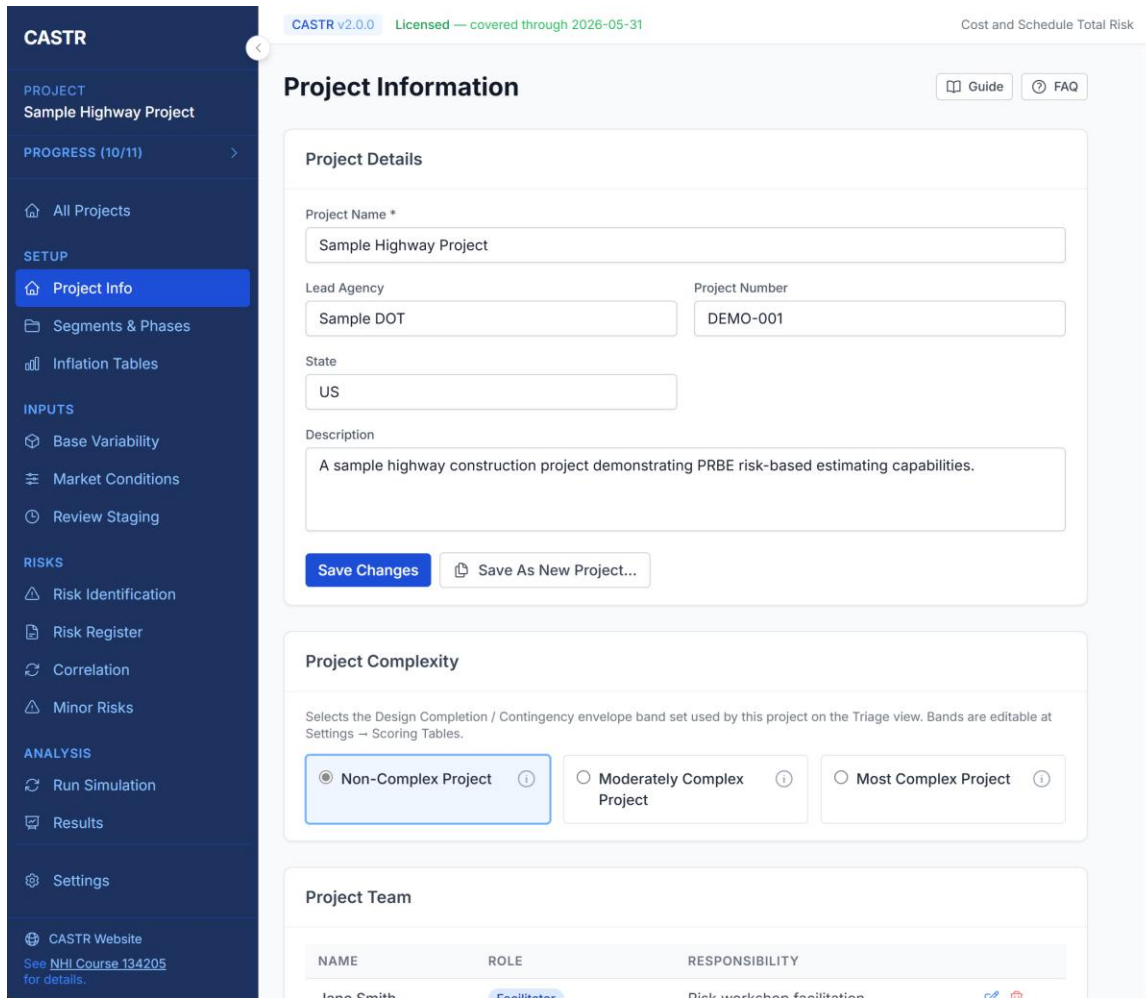 CASTR
PROJECT
Sample Highway Project
PROGRESS (10/11)
All Projects
SETUP
Project Info
Segments & Phases
Inflation Tables
INPUTS
Base Variability
Market Conditions
Review Staging
RISKS
Risk Identification
Risk Register
Correlation
Minor Risks
ANALYSIS
Run Simulation
Results
Settings
CASTR Website
See NHI Course 134205
for details.
CASTR v2.0.0 Licensed — covered through 2026-05-31 Cost and Schedule Total Risk
Project Information Guide FAQ
Project Details
Project Name *
Sample Highway Project
Lead Agency Project Number
Sample DOT DEMO-001
State
US
Description
A sample highway construction project demonstrating PRBE risk-based estimating capabilities.
Save Changes Save As New Project...
Project Complexity
Selects the Design Completion / Contingency envelope band set used by this project on the Triage view. Bands are editable at
Settings → Scoring Tables.
Non-Complex Project Moderately Complex Most Complex Project
Project
Project Team
NAME ROLE RESPONSIBILITY
Jane Smith Facilitator Risk workshop facilitation